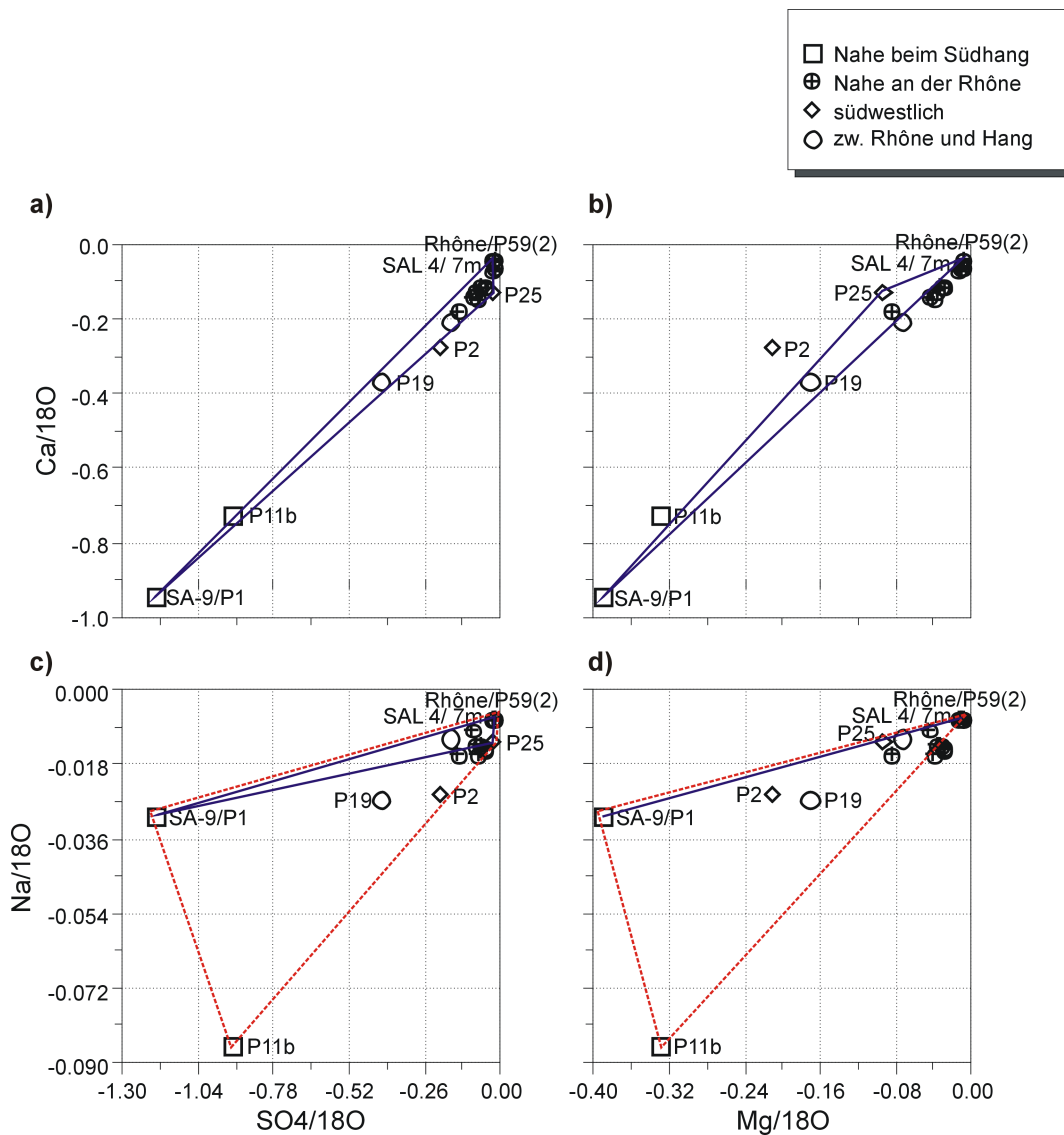 Nahe beim Südhang
Nahe an der Rhône
südwestlich
zw. Rhône und Hang
a)
b)
0.0
-0.2
-0.4
-0.6
-0.8
-1.0
Ca/18O
Rhône/P59(2)
SAL 4/ 7m
P25
P2
P19
P11b
SA-9/P1
Rhône/P59(2)
SAL 4/ 7m
P25
P2
P19
P11b
SA-9/P1
c)
d)
0.000
-0.018
-0.036
-0.054
-0.072
-0.090
Na/18O
Rhône/P59(2)
SAL 4/ 7m
P25
P19
P2
SA-9/P1
P11b
Rhône/P59(2)
SAL 4/ 7m
P25
P2
P19
SA-9/P1
P11b
-1.30 -1.04 -0.78 -0.52 -0.26 0.00
SO4/18O
-0.40 -0.32 -0.24 -0.16 -0.08 0.00
Mg/18O